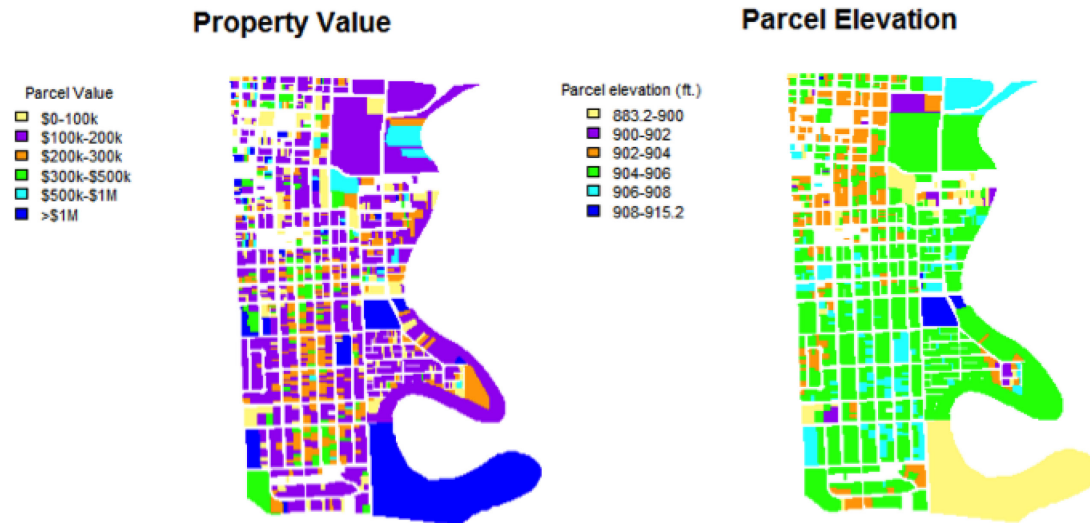 Property Value
Parcel Value
$0-100k
$100k-200k
$200k-300k
$300k-$500k
$500k-$1M
>$1M
Parcel Elevation
Parcel elevation (ft.)
883.2-900
900-902
902-904
904-906
906-908
908-915.2